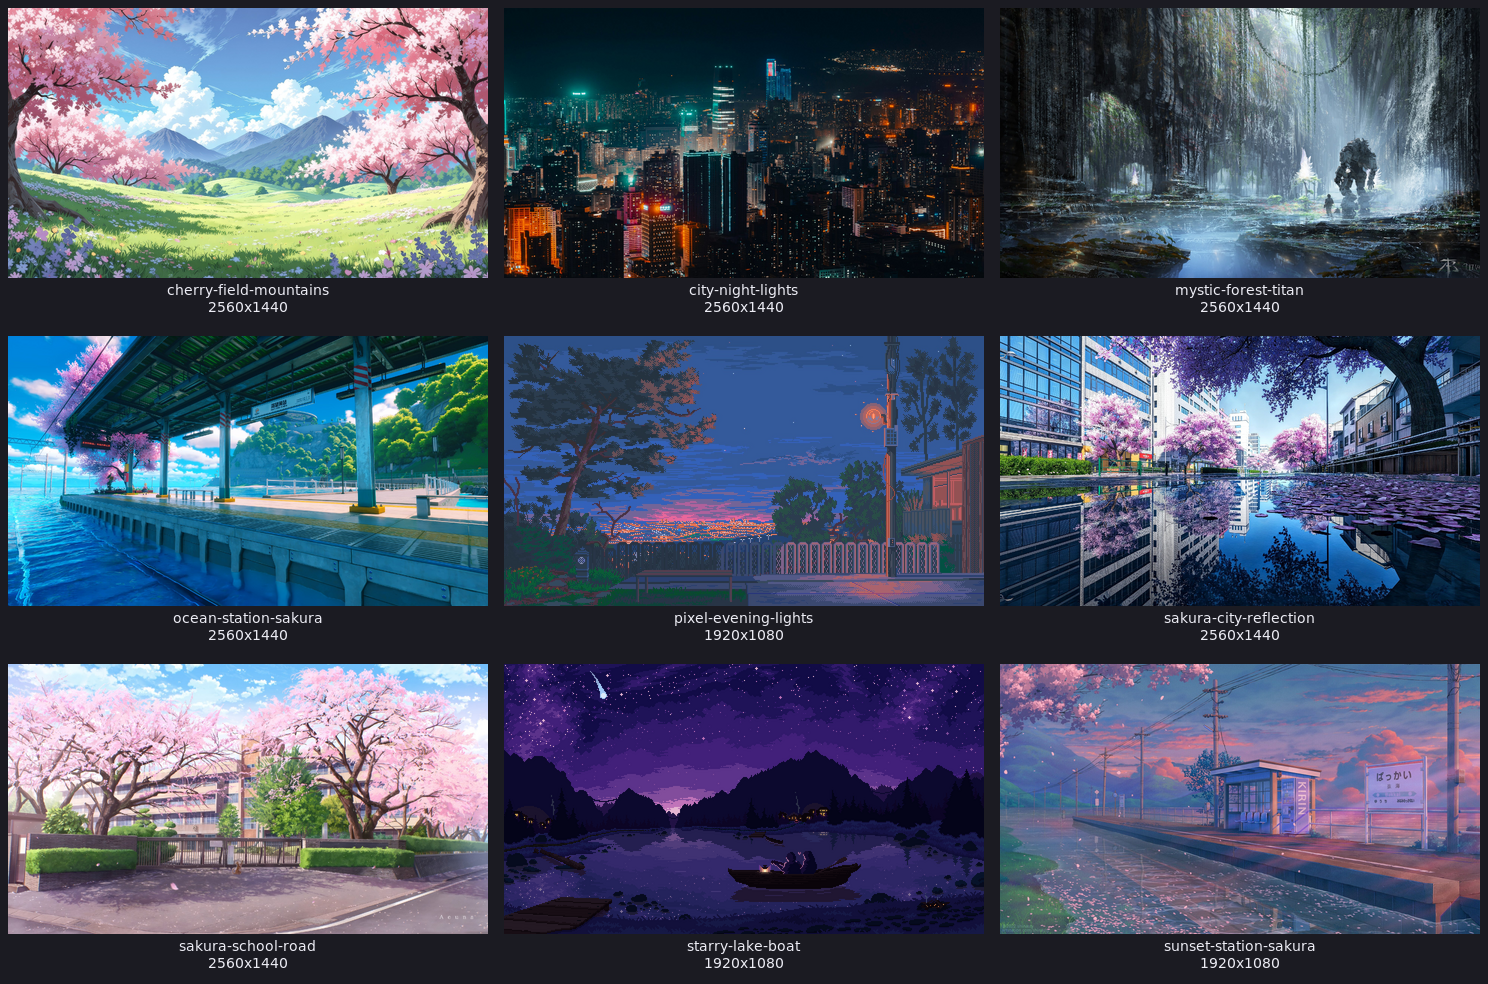 cherry-field-mountains
2560x1440
city-night-lights
2560x1440
mystic-forest-titan
2560x1440
ocean-station-sakura
2560x1440
pixel-evening-lights
1920x1080
sakura-city-reflection
2560x1440
sakura-school-road
2560x1440
starry-lake-boat
1920x1080
ばっかい
KIRIN
sunset-station-sakura
1920x1080